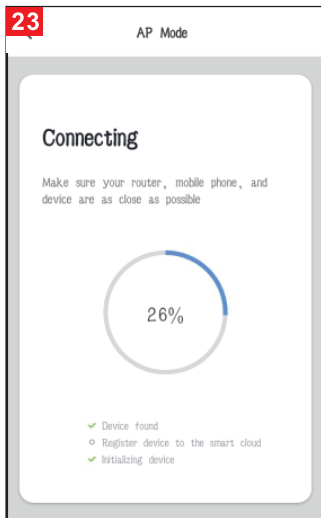 23
AP Mode
Connecting
Make sure your router, mobile phone, and
device are as close as possible
26%
Device found
Register device to the smart cloud
Initializing device